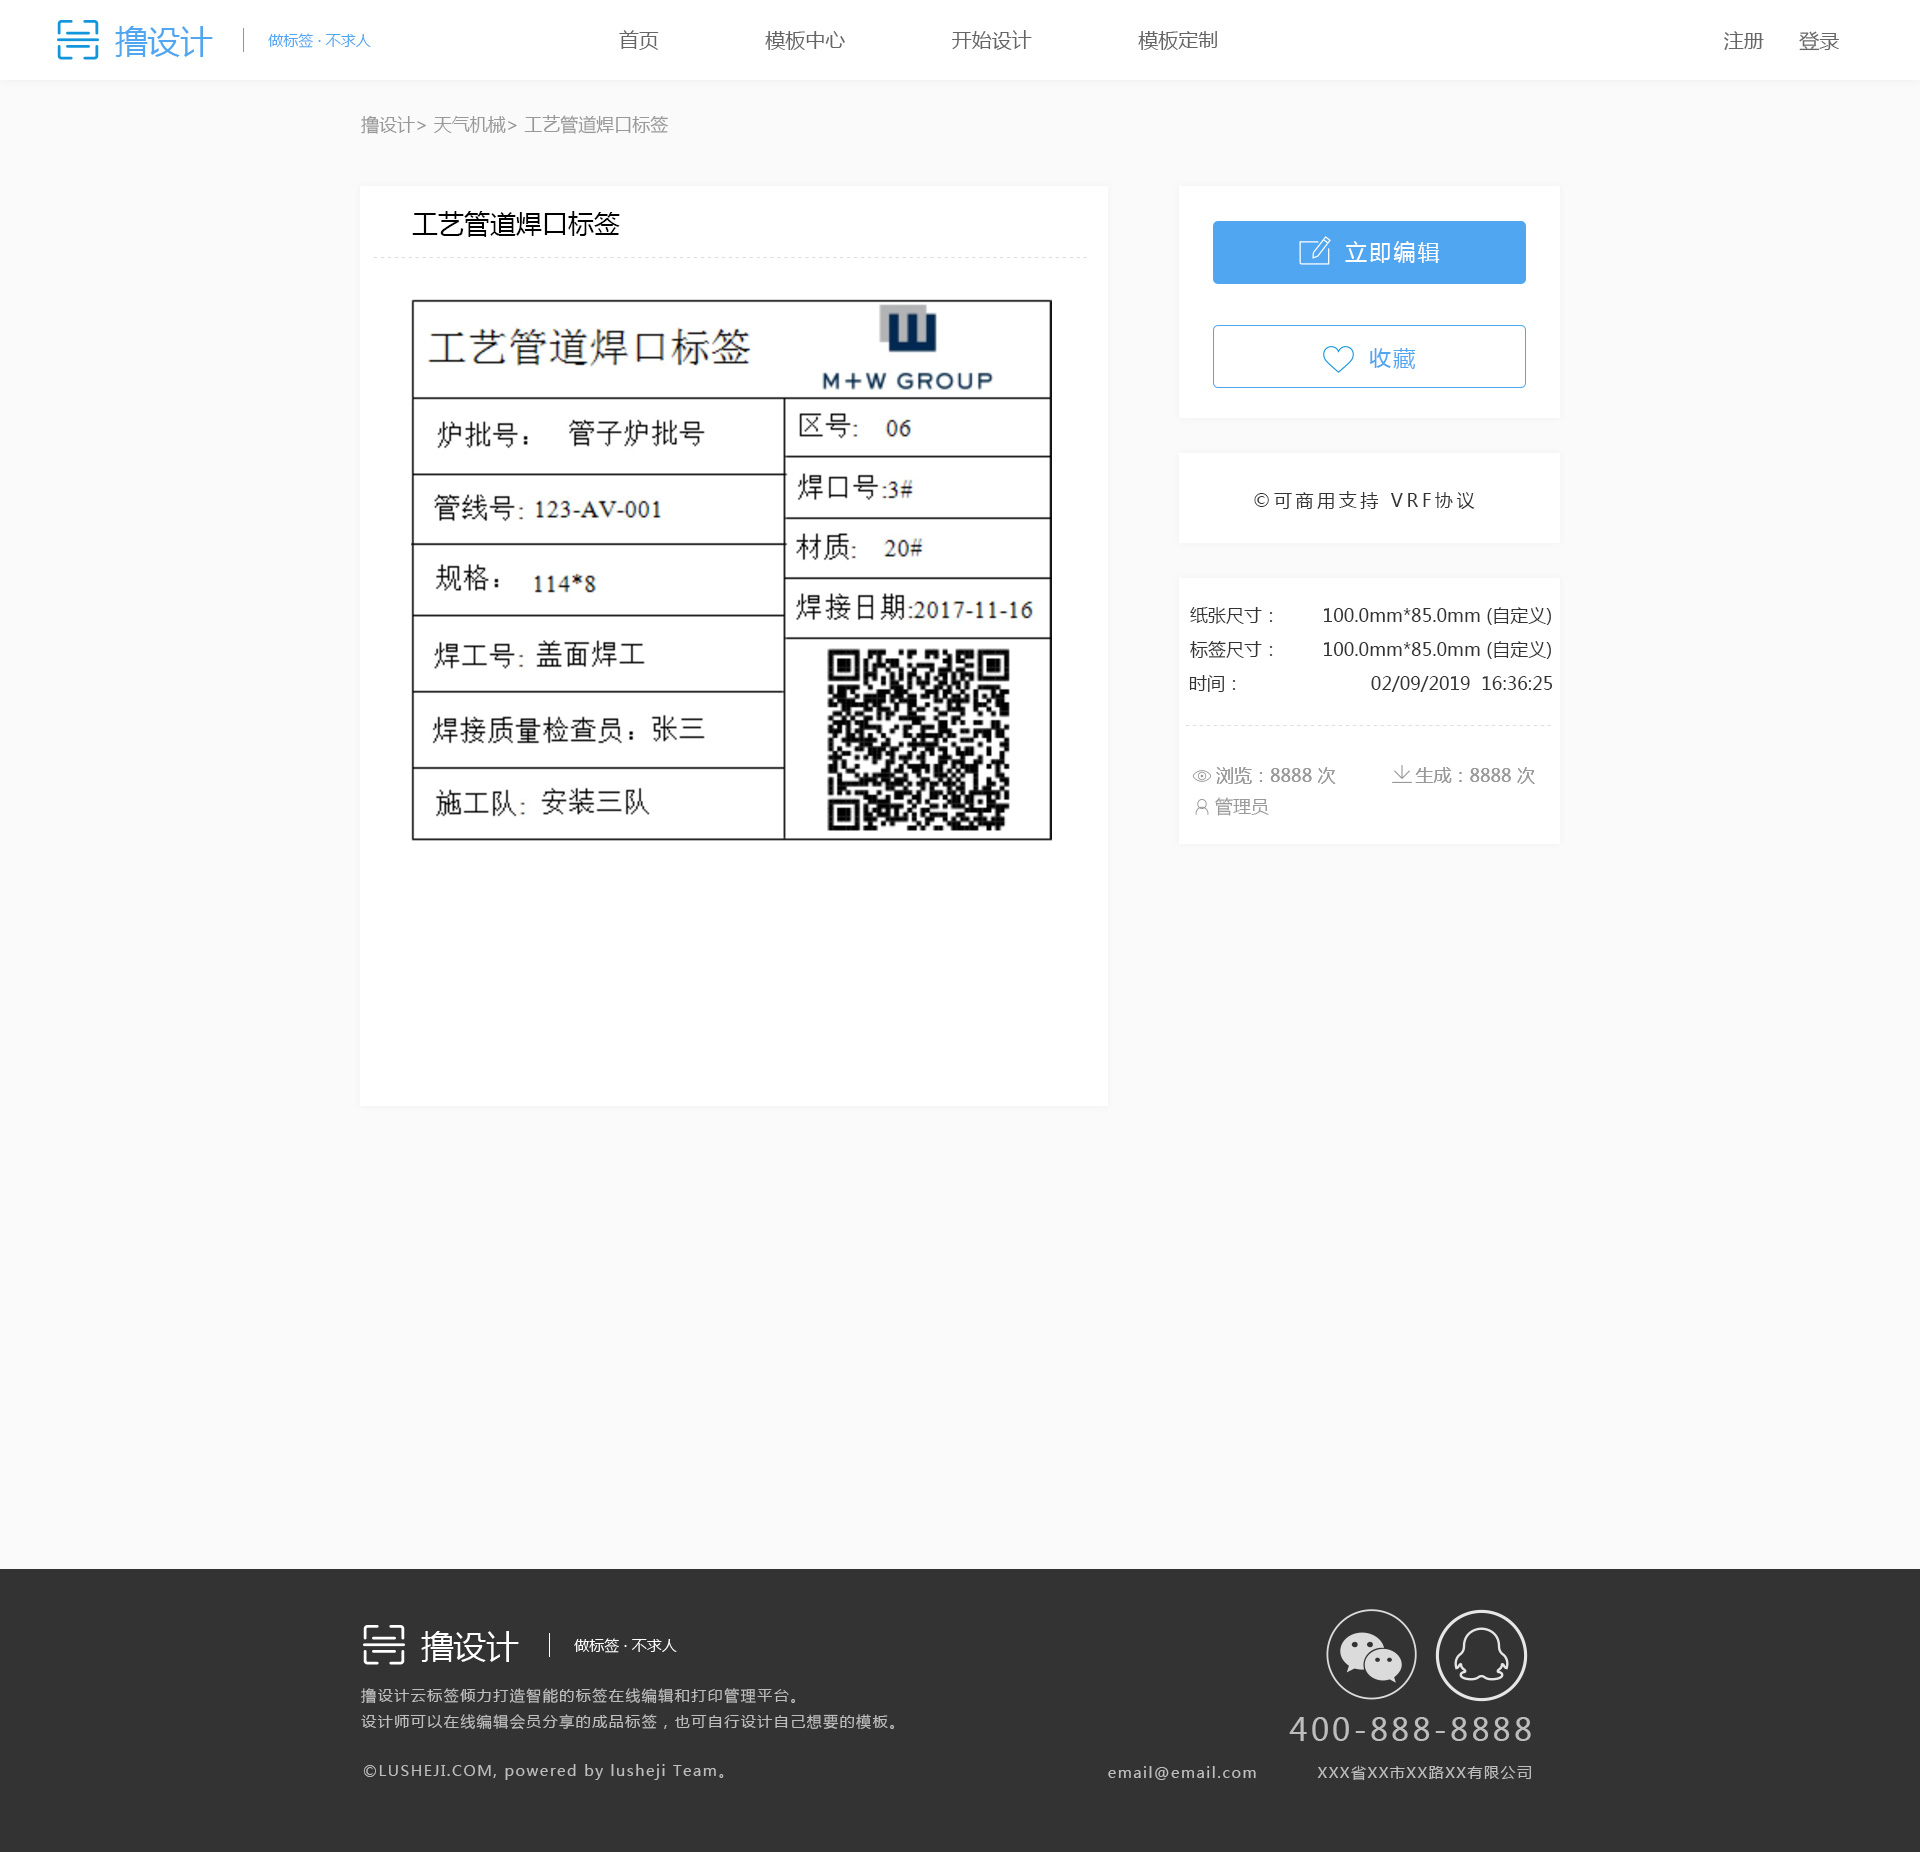 撸设计 做标签 · 不求人 首页 模板中心 开始设计 模板定制 注册 登录
撸设计> 天气机械> 工艺管道焊口标签
工艺管道焊口标签
工艺管道焊口标签
M+W GROUP
炉批号： 管子炉批号
管线号: 123-AV-001
规格： 114*8
焊工号: 盖面焊工
焊接质量检查员：张三
施工队: 安装三队
区号: 06
焊口号:3#
材质: 20#
焊接日期:2017-11-16
立即编辑
收藏
©可商用支持 VRF协议
纸张尺寸： 100.0mm*85.0mm (自定义)
标签尺寸： 100.0mm*85.0mm (自定义)
时间： 02/09/2019 16:36:25
浏览：8888 次 生成：8888 次
管理员
撸设计 做标签 · 不求人
撸设计云标签倾力打造智能的标签在线编辑和打印管理平台。
设计师可以在线编辑会员分享的成品标签，也可自行设计自己想要的模板。
©LUSHEJI.COM, powered by lusheji Team。
400-888-8888
email@email.com XXX省XX市XX路XX有限公司